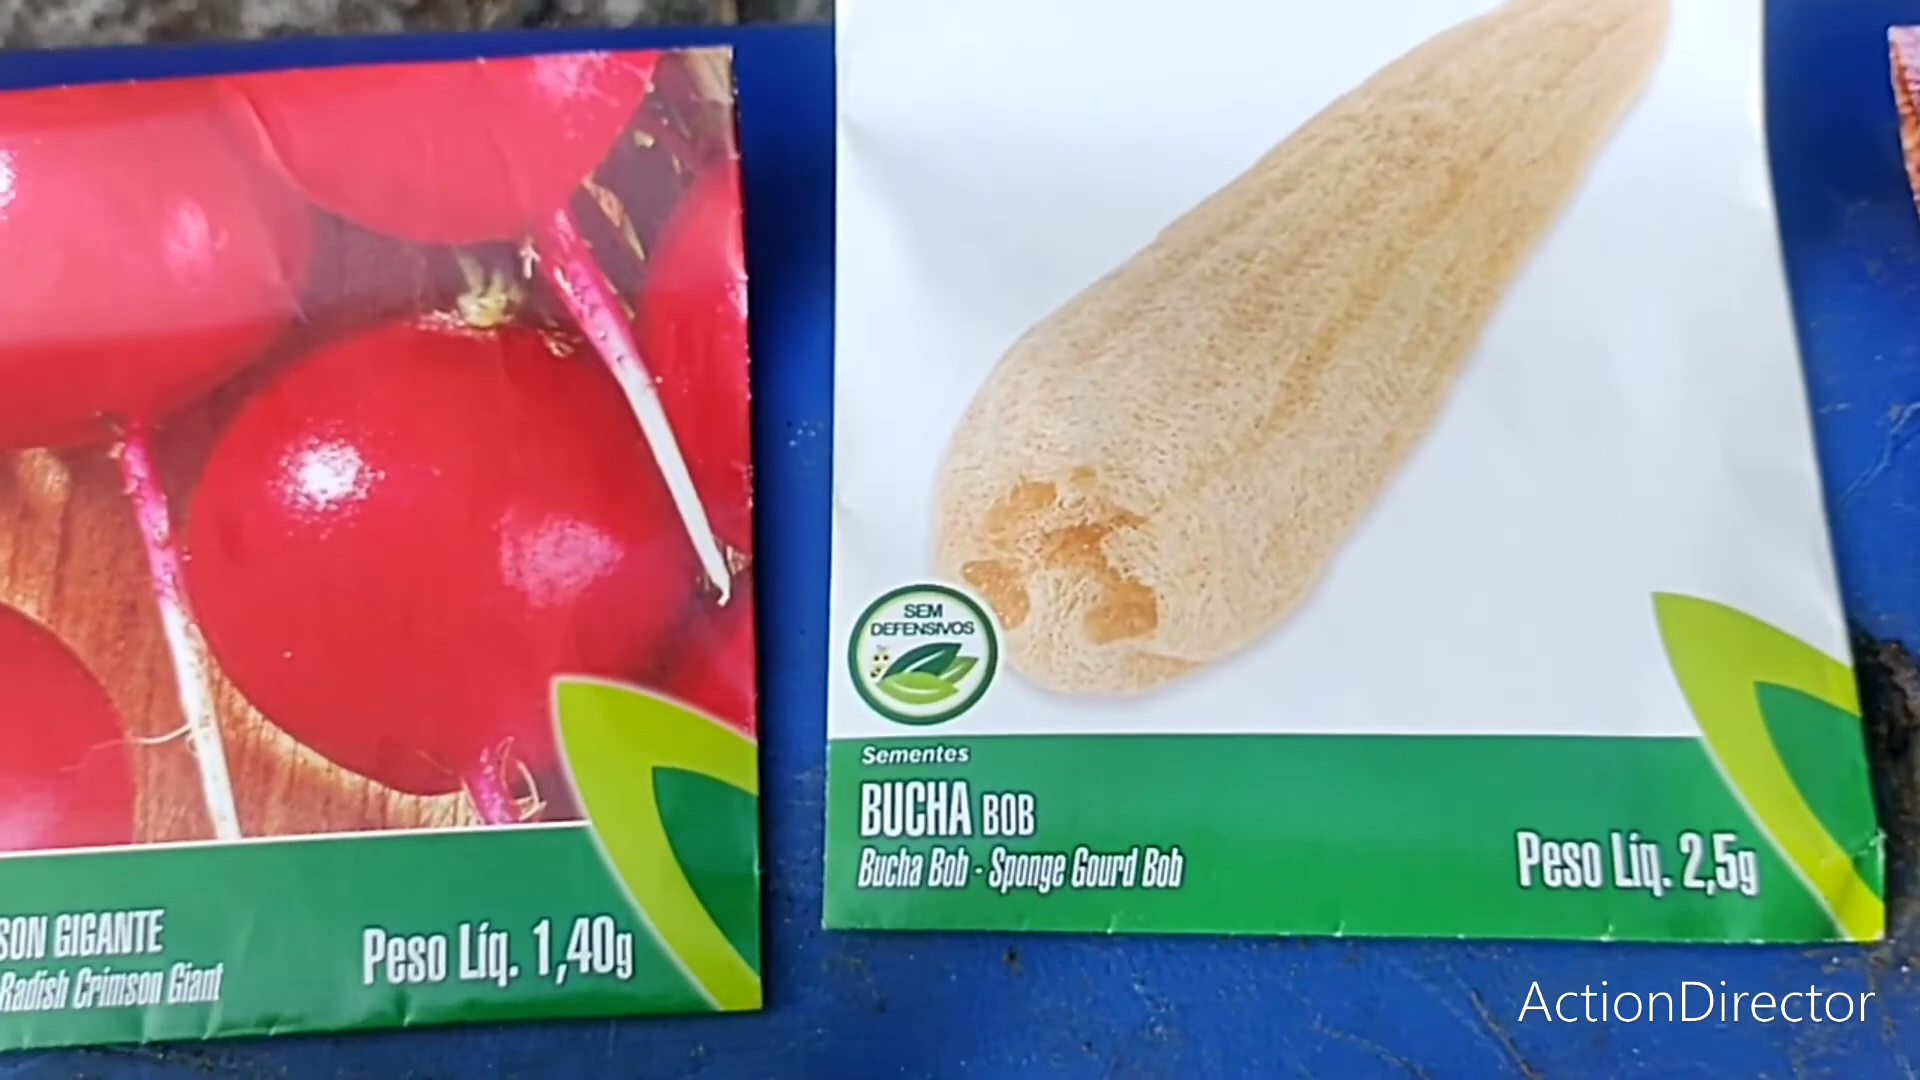 SON GIGANTE
Radish Crimson Giant
Peso Líq. 1,40g
SEM
DEFENSIVOS
Sementes
BUCHA BOB
Bucha Bob - Sponge Gourd Bob
Peso Líq. 2,5g
ActionDirector